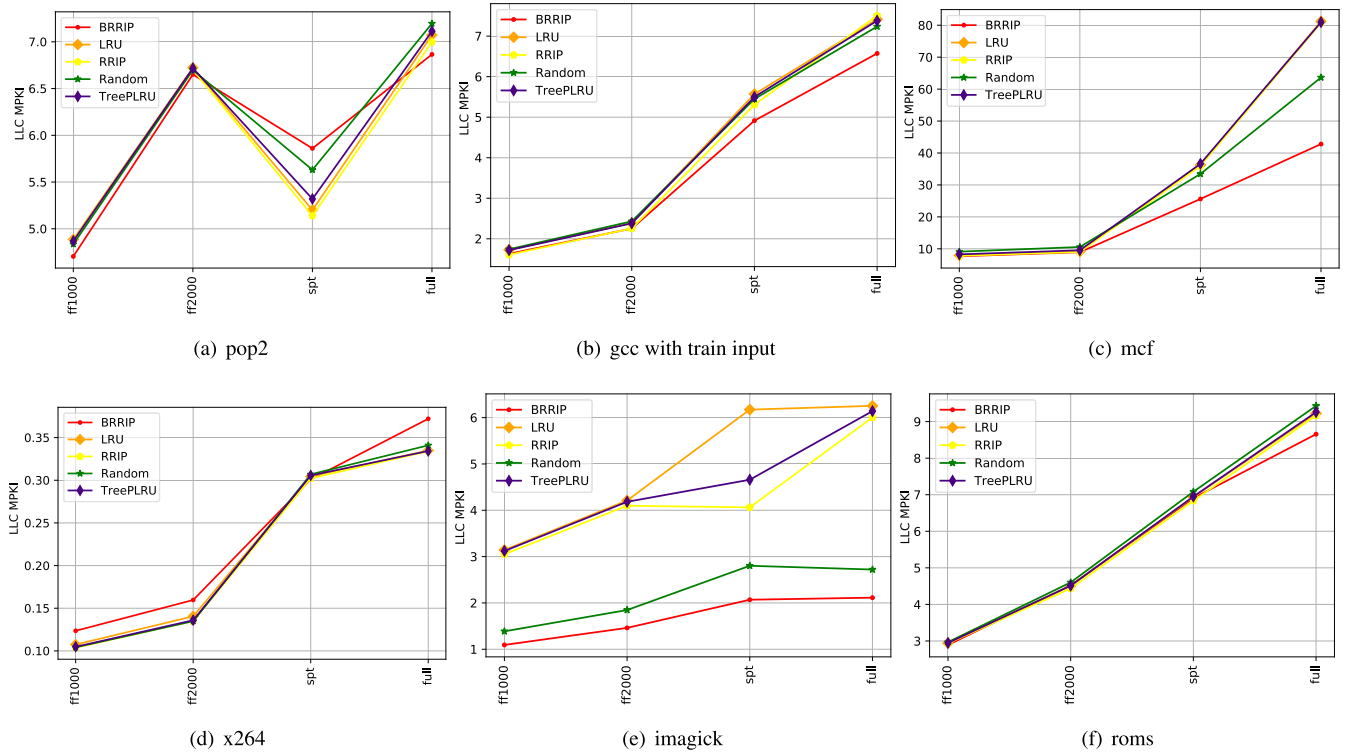 LLC MPKI
7.0
6.5
6.0
5.5
5.0
BRRIP
LRU
RRIP
Random
TreePLRU
ff1000
ff2000
spt
full
(a) pop2
LLC MPKI
7
6
5
4
3
2
BRRIP
LRU
RRIP
Random
TreePLRU
ff1000
ff2000
spt
full
(b) gcc with train input
LLC MPKI
80
70
60
50
40
30
20
10
BRRIP
LRU
RRIP
Random
TreePLRU
ff1000
ff2000
spt
full
(c) mcf
LLC MPKI
0.35
0.30
0.25
0.20
0.15
0.10
BRRIP
LRU
RRIP
Random
TreePLRU
ff1000
ff2000
spt
full
(d) x264
LLC MPKI
6
5
4
3
2
1
BRRIP
LRU
RRIP
Random
TreePLRU
ff1000
ff2000
spt
full
(e) imagick
LLC MPKI
9
8
7
6
5
4
3
BRRIP
LRU
RRIP
Random
TreePLRU
ff1000
ff2000
spt
full
(f) roms